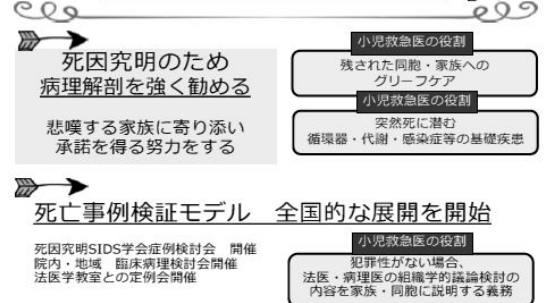 死因究明のため
病理解剖を強く勧める
悲嘆する家族に寄り添い
承諾を得る努力をする
小児救急医の役割
残された同胞・家族への
グリーフケア
小児救急医の役割
突然死に潜む
循環器・代謝・感染症等の基礎疾患
死亡事例検証モデル 全国的な展開を開始
死因究明SIDS学会症例検討会 開催
院内・地域 臨床病理検討会開催
法医学教室との定例会開催
小児救急医の役割
犯罪性がない場合、
法医・病理医の組織学的議論検討の
内容を家族・同胞に説明する義務